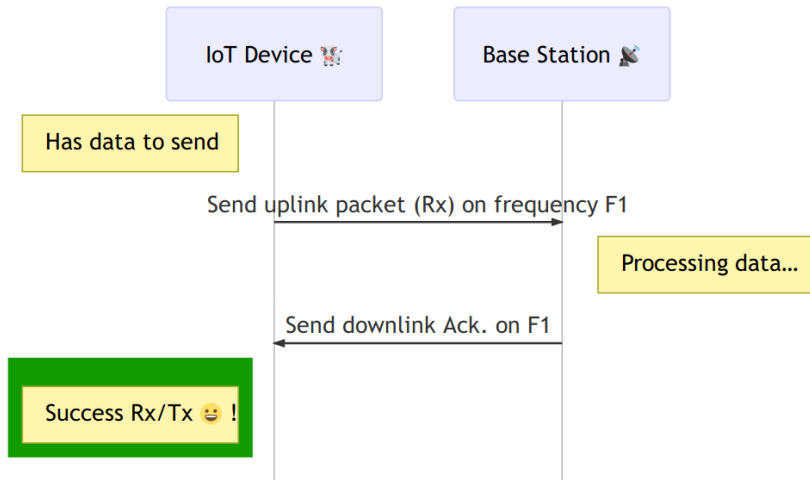 IoT Device 🐮
Base Station 📡
Has data to send
Send uplink packet (Rx) on frequency F1
Processing data...
Send downlink Ack. on F1
Success Rx/Tx 😀 !